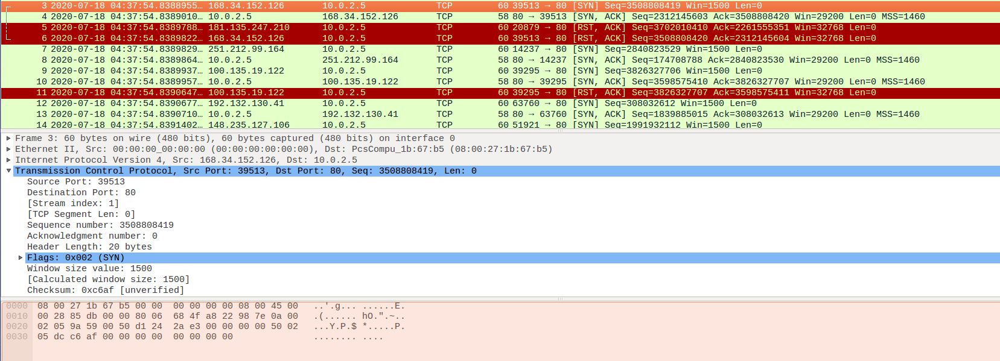 3 2020-07-18 04:37:54.8388955… 168.34.152.126 10.0.2.5 TCP 60 39513 → 80 [SYN] Seq=3508808419 Win=1500 Len=0
4 2020-07-18 04:37:54.8389010… 10.0.2.5 168.34.152.126 TCP 58 80 → 39513 [SYN, ACK] Seq=2312145603 Ack=3508808420 Win=29200 Len=0 MSS=1460
5 2020-07-18 04:37:54.8389788… 181.135.247.210 10.0.2.5 TCP 60 20879 → 80 [RST, ACK] Seq=3702010410 Ack=2261555351 Win=32768 Len=0
6 2020-07-18 04:37:54.8389822… 168.34.152.126 10.0.2.5 TCP 60 39513 → 80 [RST, ACK] Seq=3508808420 Ack=2312145604 Win=32768 Len=0
7 2020-07-18 04:37:54.8389829… 251.212.99.164 10.0.2.5 TCP 60 14237 → 80 [SYN] Seq=2840823529 Win=1500 Len=0
8 2020-07-18 04:37:54.8389864… 10.0.2.5 251.212.99.164 TCP 58 80 → 14237 [SYN, ACK] Seq=174708788 Ack=2840823530 Win=29200 Len=0 MSS=1460
9 2020-07-18 04:37:54.8389937… 100.135.19.122 10.0.2.5 TCP 60 39295 → 80 [SYN] Seq=3826327706 Win=1500 Len=0
10 2020-07-18 04:37:54.8389957… 10.0.2.5 100.135.19.122 TCP 58 80 → 39295 [SYN, ACK] Seq=3598575410 Ack=3826327707 Win=29200 Len=0 MSS=1460
11 2020-07-18 04:37:54.8390647… 100.135.19.122 10.0.2.5 TCP 60 39295 → 80 [RST, ACK] Seq=3826327707 Ack=3598575411 Win=32768 Len=0
12 2020-07-18 04:37:54.8390677… 192.132.130.41 10.0.2.5 TCP 60 63760 → 80 [SYN] Seq=308032612 Win=1500 Len=0
13 2020-07-18 04:37:54.8390710… 10.0.2.5 192.132.130.41 TCP 58 80 → 63760 [SYN, ACK] Seq=1839885015 Ack=308032613 Win=29200 Len=0 MSS=1460
14 2020-07-18 04:37:54.8391402… 148.235.127.106 10.0.2.5 TCP 60 51921 → 80 [SYN] Seq=1991932112 Win=1500 Len=0
Frame 3: 60 bytes on wire (480 bits), 60 bytes captured (480 bits) on interface 0
Ethernet II, Src: 00:00:00_00:00:00 (00:00:00:00:00:00), Dst: PcsCompu_1b:67:b5 (08:00:27:1b:67:b5)
Internet Protocol Version 4, Src: 168.34.152.126, Dst: 10.0.2.5
Transmission Control Protocol, Src Port: 39513, Dst Port: 80, Seq: 3508808419, Len: 0
Source Port: 39513
Destination Port: 80
[Stream index: 1]
[TCP Segment Len: 0]
Sequence number: 3508808419
Acknowledgment number: 0
Header Length: 20 bytes
Flags: 0x002 (SYN)
Window size value: 1500
[Calculated window size: 1500]
Checksum: 0xc6af [unverified]
0000 08 00 27 1b 67 b5 00 00 00 00 00 00 08 00 45 00 ..'.g... ......E.
0010 00 28 85 db 00 00 80 06 68 4f a8 22 98 7e 0a 00 .(...... hO.".~..
0020 02 05 9a 59 00 50 d1 24 2a e3 00 00 00 00 50 02 ...Y.P.$ *.....P.
0030 05 dc c6 af 00 00 00 00 00 00 00 00 ........ ....